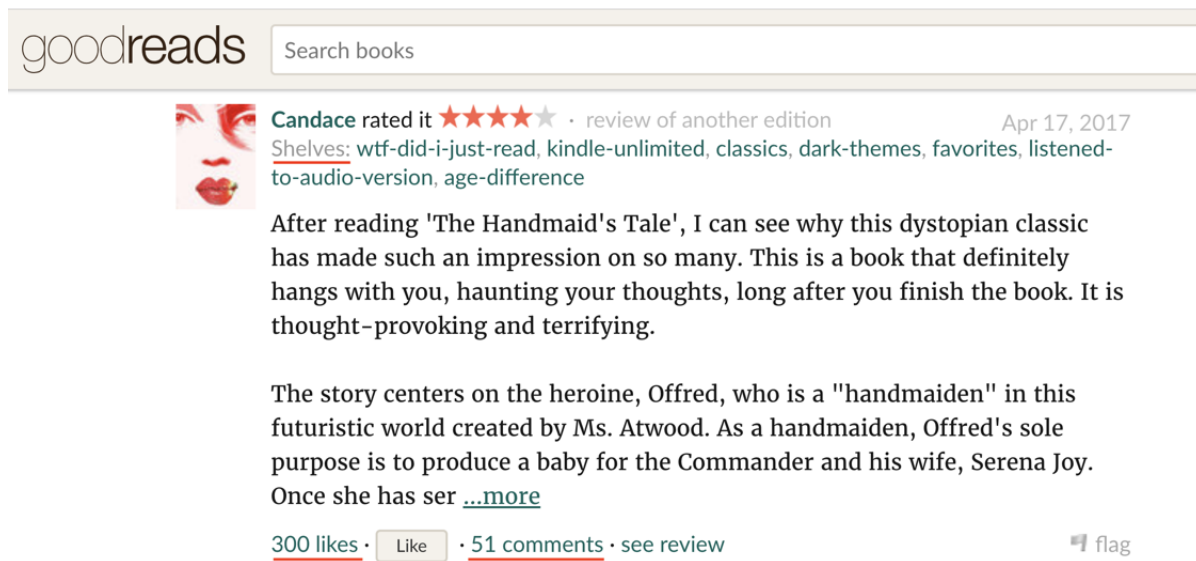 goodreads
Search books
Candace rated it · review of another edition
Apr 17, 2017
Shelves: wtf-did-i-just-read, kindle-unlimited, classics, dark-themes, favorites, listened-
to-audio-version, age-difference
After reading 'The Handmaid's Tale', I can see why this dystopian classic
has made such an impression on so many. This is a book that definitely
hangs with you, haunting your thoughts, long after you finish the book. It is
thought-provoking and terrifying.
The story centers on the heroine, Offred, who is a "handmaiden" in this
futuristic world created by Ms. Atwood. As a handmaiden, Offred's sole
purpose is to produce a baby for the Commander and his wife, Serena Joy.
Once she has ser ...more
300 likes · Like · 51 comments · see review
flag